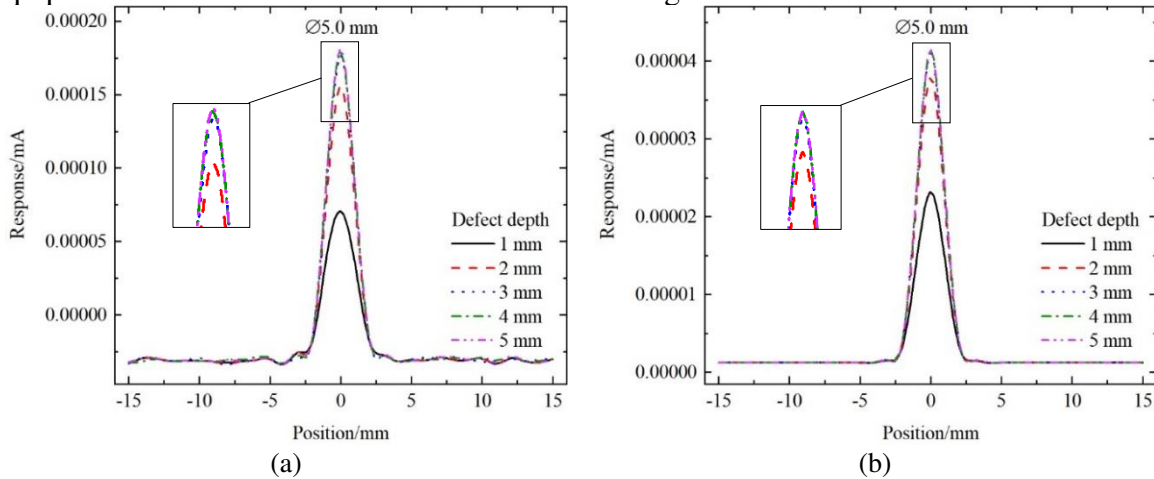 0.00020
0.00015
0.00010
0.00005
0.00000
Response/mA
Ø5.0 mm
Defect depth
1 mm
2 mm
3 mm
4 mm
5 mm
-15 -10 -5 0 5 10 15
Position/mm
(a)
0.00004
0.00003
0.00002
0.00001
0.00000
Response/mA
Ø5.0 mm
Defect depth
1 mm
2 mm
3 mm
4 mm
5 mm
-15 -10 -5 0 5 10 15
Position/mm
(b)